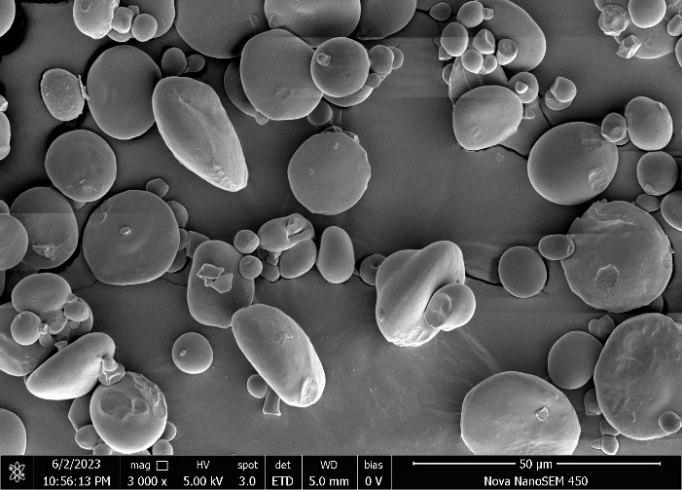 6/2/2023 mag HV spot det WD bias 50 µm
10:56:13 PM 3 000 x 5.00 kV 3.0 ETD 5.0 mm 0 V Nova NanoSEM 450